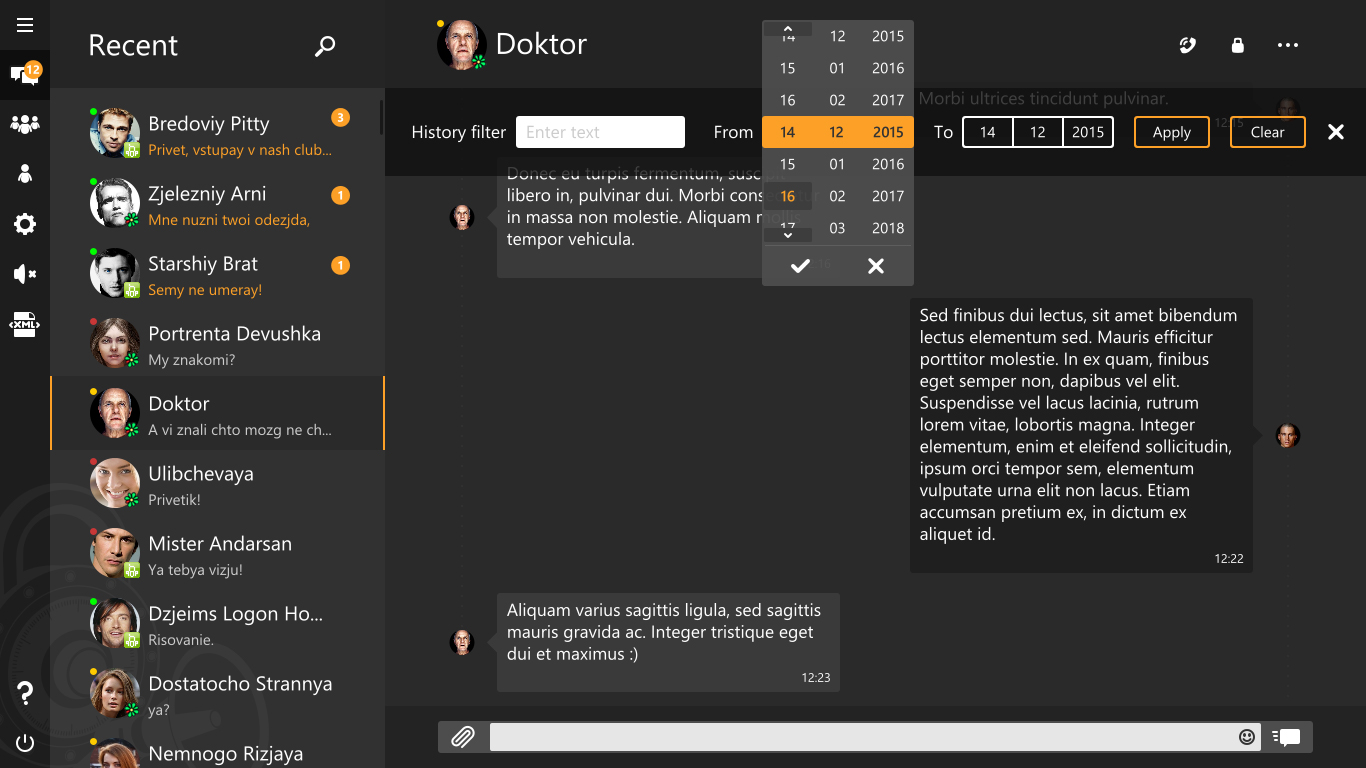 Recent
Doktor
12
Bredoviy Pitty
3
Privet, vstupay v nash club...
Zjelezniy Arni
1
Mne nuzni twoi odezjda,
Starshiy Brat
1
Semy ne umeray!
Portrenta Devushka
My znakomi?
Doktor
A vi znali chto mozg ne ch...
Ulibchevaya
Privetik!
Mister Andarsan
Ya tebya vizju!
Dzjeims Logon Ho...
Risovanie.
Dostatocho Strannya
ya?
Nemnogo Rizjaya
<XML>
?
14 12 2015
15 01 2016
16 02 2017
Morbi ultrices tincidunt pulvinar.
History filter Enter text From 14 12 2015 To 14 12 2015 Apply Clear
15 01 2016
16 02 2017
17 03 2018
Donec eu turpis fermentum,
libero in, pulvinar dui. Morbi
in massa non molestie. Aliquam
tempor vehicula.
Sed finibus dui lectus, sit amet bibendum
lectus elementum sed. Mauris efficitur
porttitor molestie. In ex quam, finibus
eget semper non, dapibus vel elit.
Suspendisse vel lacus lacinia, rutrum
lorem vitae, lobortis magna. Integer
elementum, enim et eleifend sollicitudin,
ipsum orci tempor sem, elementum
vulputate urna elit non lacus. Etiam
accumsan pretium ex, in dictum ex
aliquet id.
12:22
Aliquam varius sagittis ligula, sed sagittis
mauris gravida ac. Integer tristique eget
dui et maximus :)
12:23